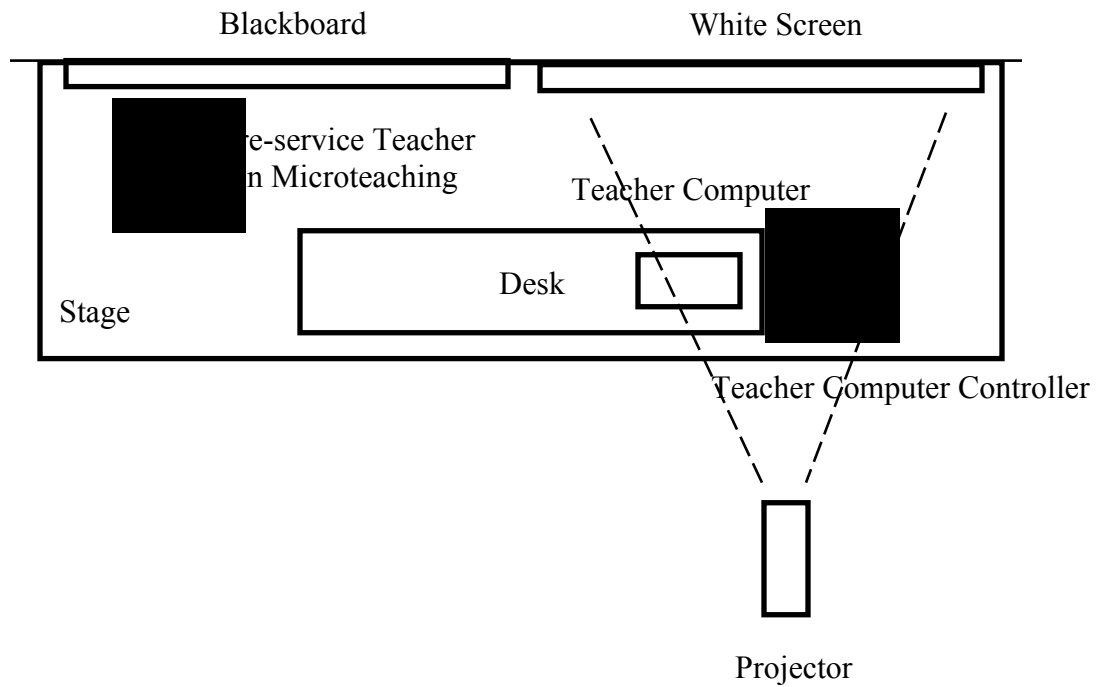 Blackboard
White Screen
re-service Teacher
n Microteaching
Teacher Computer
Desk
Stage
Teacher Computer Controller
Projector